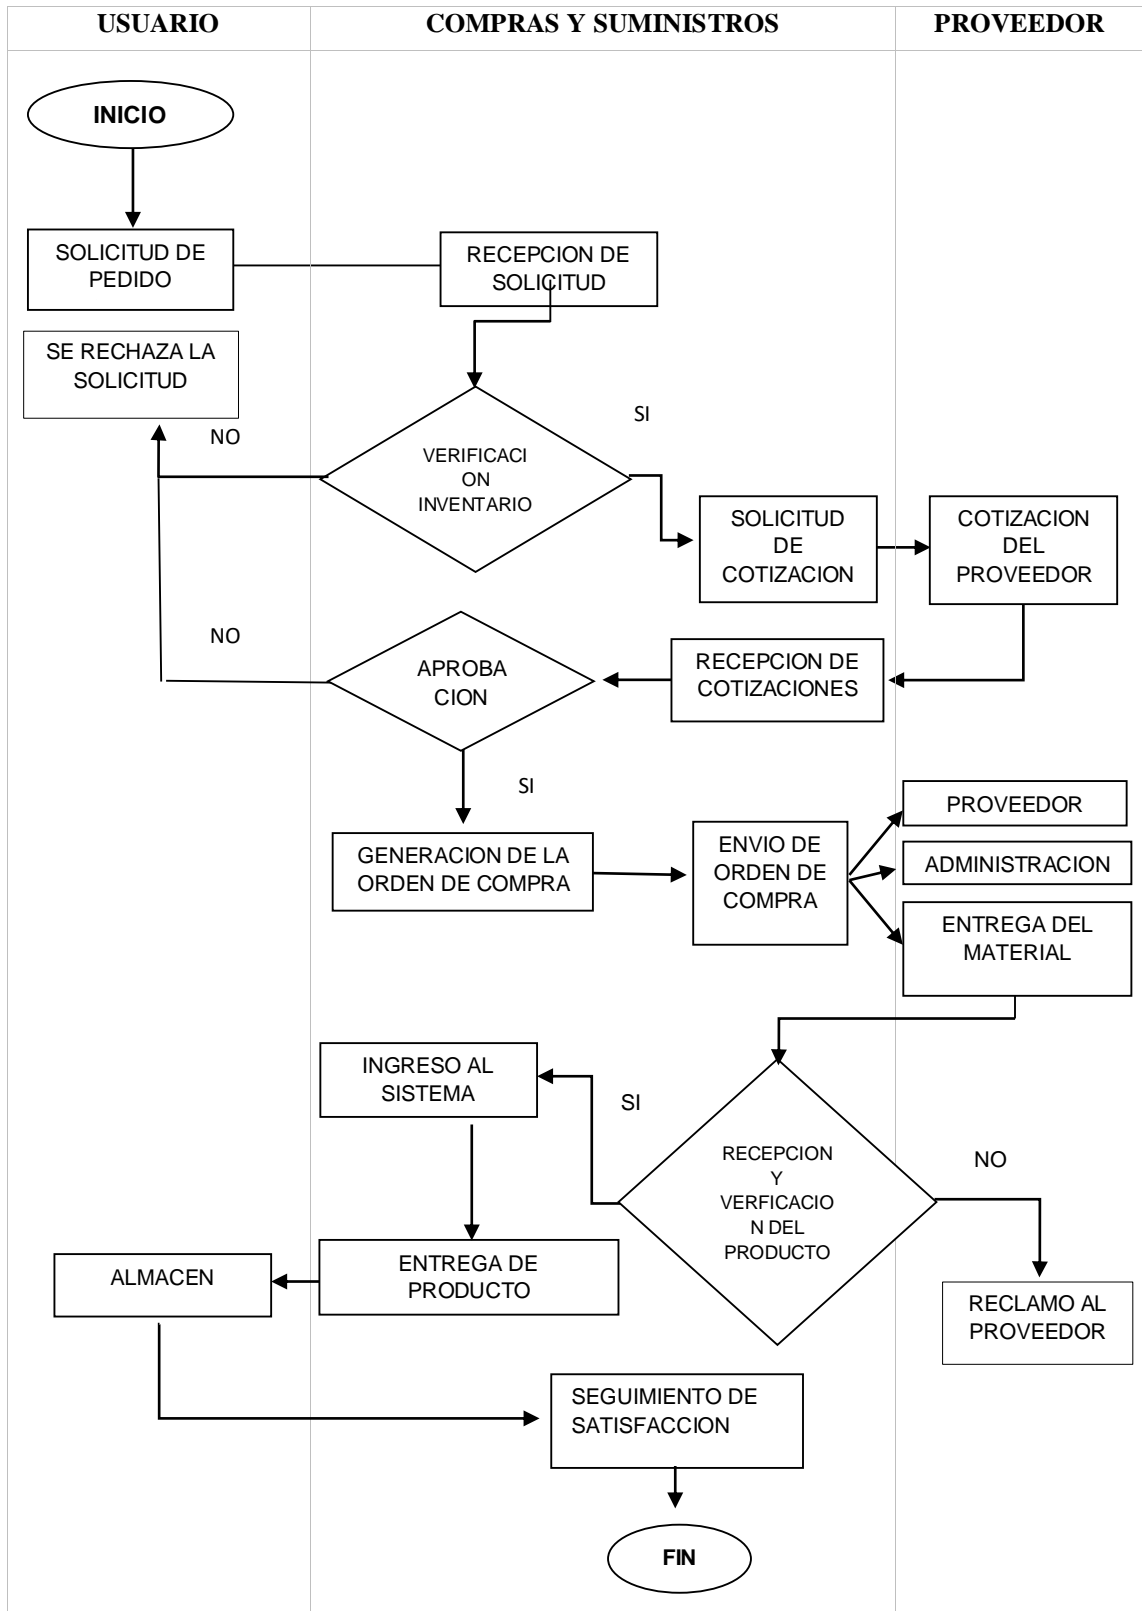 USUARIO
COMPRAS Y SUMINISTROS
PROVEEDOR
INICIO
SOLICITUD DE
PEDIDO
RECEPCION DE
SOLICITUD
SE RECHAZA LA
SOLICITUD
NO
SI
VERIFICACI
ON
INVENTARIO
SOLICITUD
DE
COTIZACION
COTIZACION
DEL
PROVEEDOR
NO
APROBA
CION
RECEPCION DE
COTIZACIONES
SI
GENERACION DE LA
ORDEN DE COMPRA
ENVIO DE
ORDEN DE
COMPRA
PROVEEDOR
ADMINISTRACION
ENTREGA DEL
MATERIAL
INGRESO AL
SISTEMA
SI
RECEPCION
Y
VERFICACIO
N DEL
PRODUCTO
NO
ALMACEN
ENTREGA DE
PRODUCTO
RECLAMO AL
PROVEEDOR
SEGUIMIENTO DE
SATISFACCION
FIN